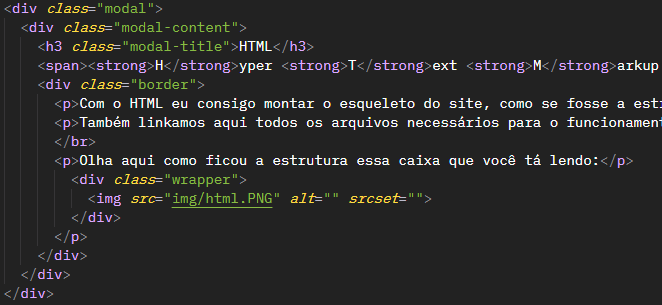 <div class="modal">
<div class="modal-content">
<h3 class="modal-title">HTML</h3>
<span><strong>H</strong>yper <strong>T</strong>ext <strong>M</strong>arkup
<div class="border">
<p>Com o HTML eu consigo montar o esqueleto do site, como se fosse a
<p>Também linkamos aqui todos os arquivos necessários para o
</br>
<p>Olha aqui como ficou a estrutura essa caixa que você tá lendo:</p>
<div class="wrapper">
<img src="img/html.PNG" alt="" srcset="">
</div>
</p>
</div>
</div>
</div>